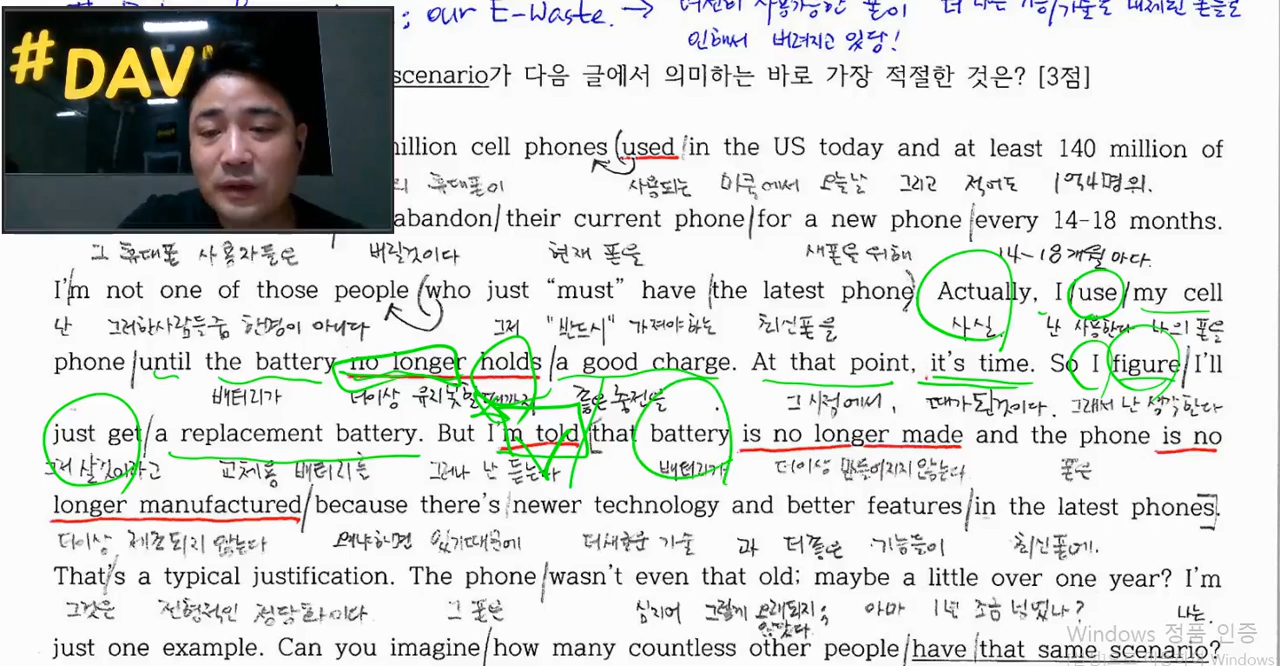 ; our E-Waste. → 더 나은
인해서 버려지고 있당!
#DAV
scenario가 다음 글에서 의미하는 바로 가장 적절한 것은? [3점]
million cell phones used in the US today and at least 140 million of
휴대폰이 사용되는 미국에서 오늘날 그리고 적어도 1억4명위.
abandon their current phone for a new phone every 14-18 months.
그 휴대폰 사용자들은 버릴것이다 현재 폰을 새폰을 위해 14-18개월 마다.
I'm not one of those people who just “must” have the latest phone. Actually, I use my cell
난 그러한사람들중 한명이 아니다 그저 "반드시" 가져야하는 최신폰을 사실 난 사용한다 나의 폰을
phone until the battery no longer holds a good charge. At that point, it's time. So I figure I'll
배터리가 더이상 유지못할때까지 좋은 충전을 그 시점에서, 때가 된것이다. 그래서 난 생각한다
just get a replacement battery. But I'm told that battery is no longer made and the phone is no
그저 살것이라고 교체용 배터리를 그러나 난 듣는다 배터리가 더이상 만들어지지 않는다 폰은
longer manufactured because there's newer technology and better features in the latest phones.
더이상 제조되지 않는다 왜냐하면 있기때문에 더새로운 기술 과 더좋은 기능들이 최신폰에.
That's a typical justification. The phone wasn't even that old; maybe a little over one year? I'm
그것은 전형적인 정당화이다 그 폰은 심지어 그렇게 오래되지 않았다; 아마 1년 조금 넘었나? 나는
just one example. Can you imagine how many countless other people have that same scenario?
Windows 정품 인증